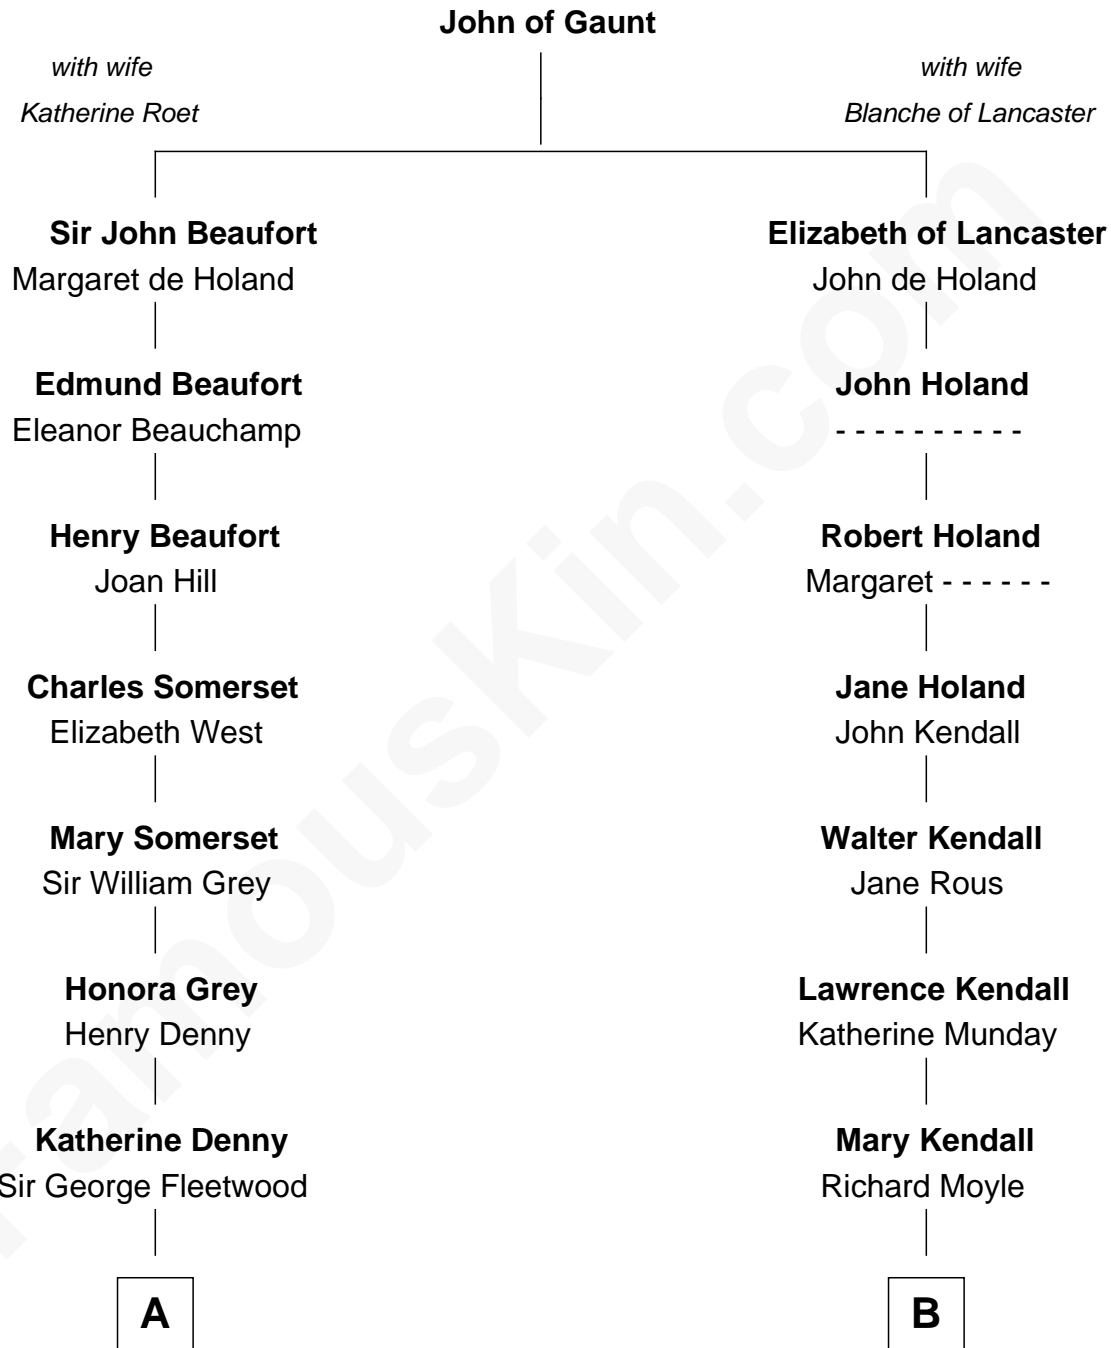 John of Gaunt
with wife
Katherine Roet
with wife
Blanche of Lancaster
Sir John Beaufort
Margaret de Holand
Elizabeth of Lancaster
John de Holand
Edmund Beaufort
Eleanor Beauchamp
John Holand
- - - - - - - - - -
Henry Beaufort
Joan Hill
Robert Holand
Margaret - - - - - -
Charles Somerset
Elizabeth West
Jane Holand
John Kendall
Mary Somerset
Sir William Grey
Walter Kendall
Jane Rous
Honora Grey
Henry Denny
Lawrence Kendall
Katherine Munday
Katherine Denny
Sir George Fleetwood
Mary Kendall
Richard Moyle
A
B
FamousKin.com